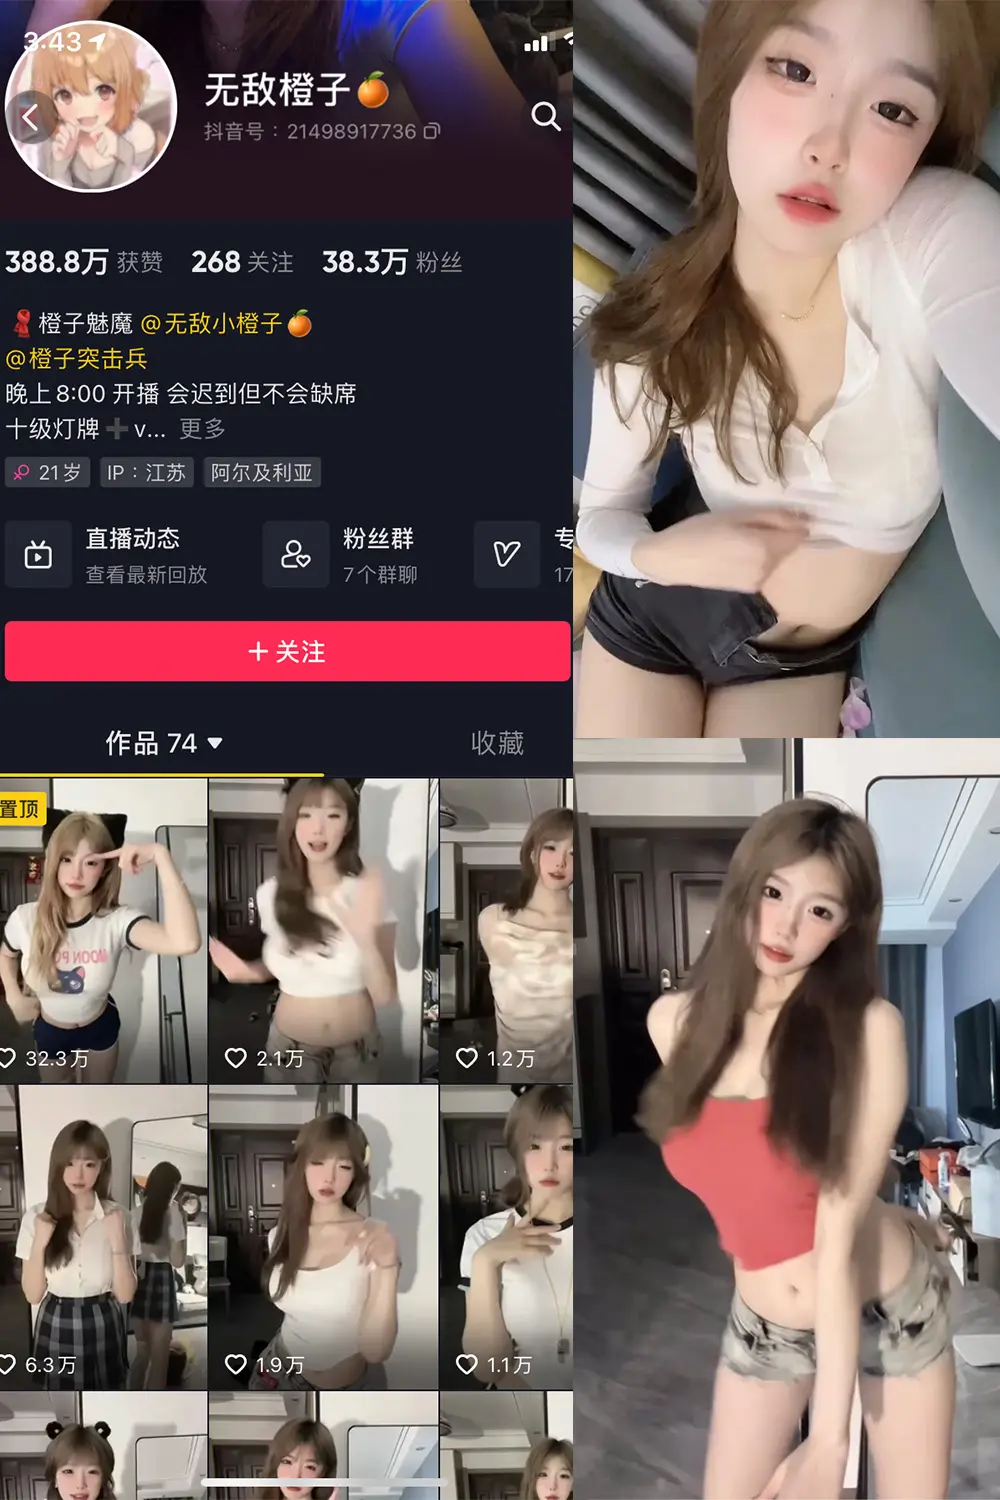 3:43
无敌橙子🍊
抖音号：21498917736
388.8万 获赞 268 关注 38.3万 粉丝
🧣橙子魅魔 @无敌小橙子🍊
@橙子突击兵
晚上8:00 开播 会迟到但不会缺席
十级灯牌➕v... 更多
21岁 IP：江苏 阿尔及利亚
直播动态 粉丝群
查看最新回放 7个群聊 17
+关注
作品 74 收藏
置顶
MOON
32.3万 2.1万 1.2万
6.3万 1.9万 1.1万